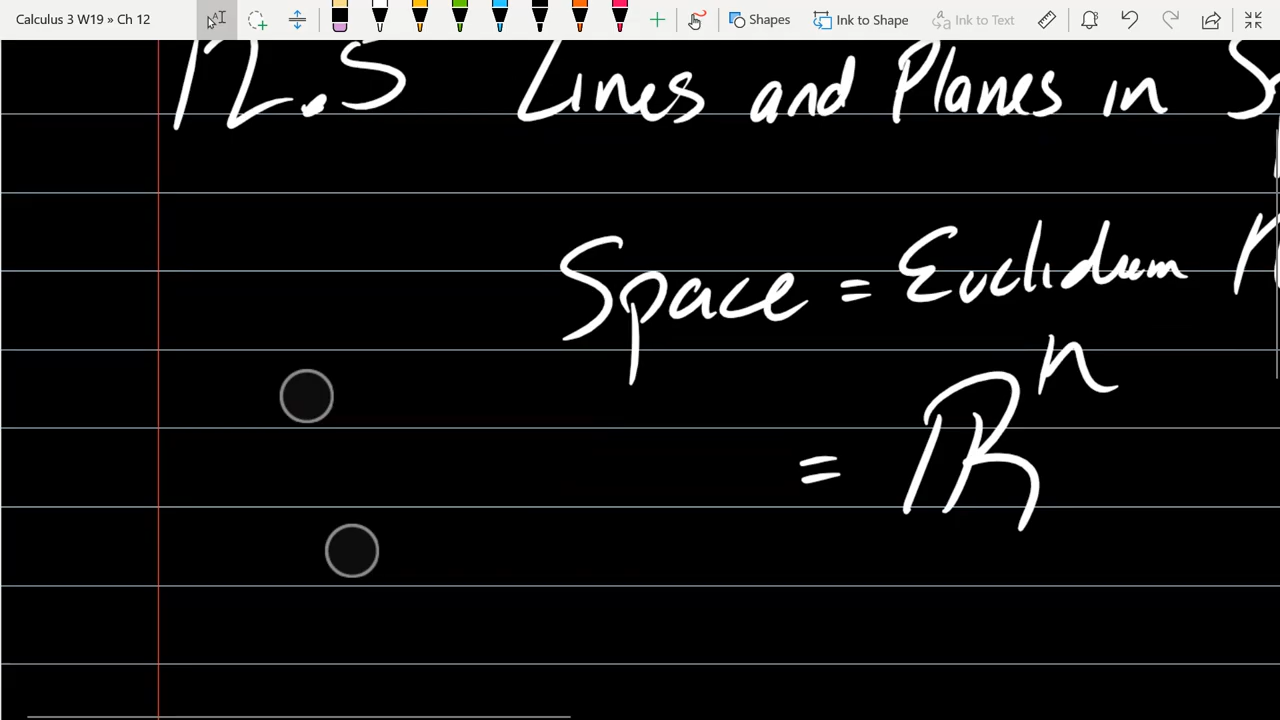 Calculus 3 W19 » Ch 12
Shapes
Ink to Shape
Ink to Text
12.5 Lines and Planes in
Space = Euclidean
= ℝⁿ